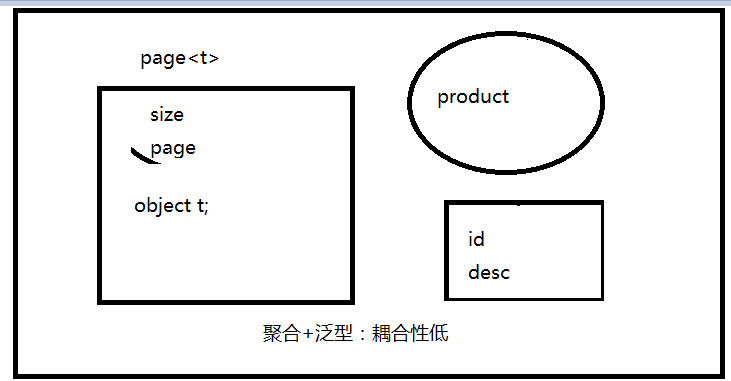 page<t>
size
page
object t;
product
id
desc
聚合+泛型：耦合性低